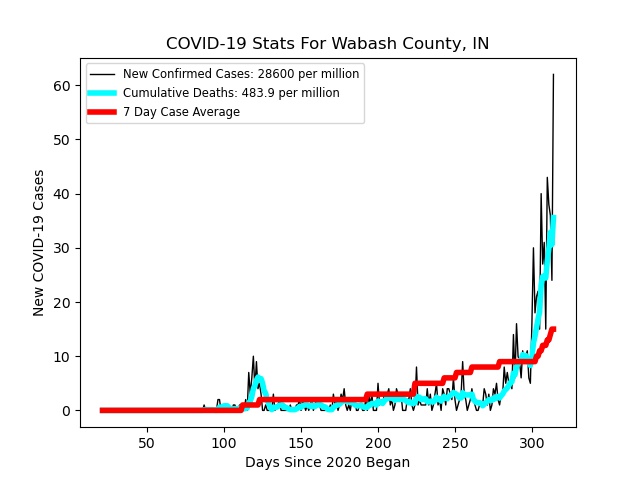 COVID-19 Stats For Wabash County, IN
New Confirmed Cases: 28600 per million
Cumulative Deaths: 483.9 per million
7 Day Case Average
60
50
40
30
20
10
0
New COVID-19 Cases
50
100
150
200
250
300
Days Since 2020 Began